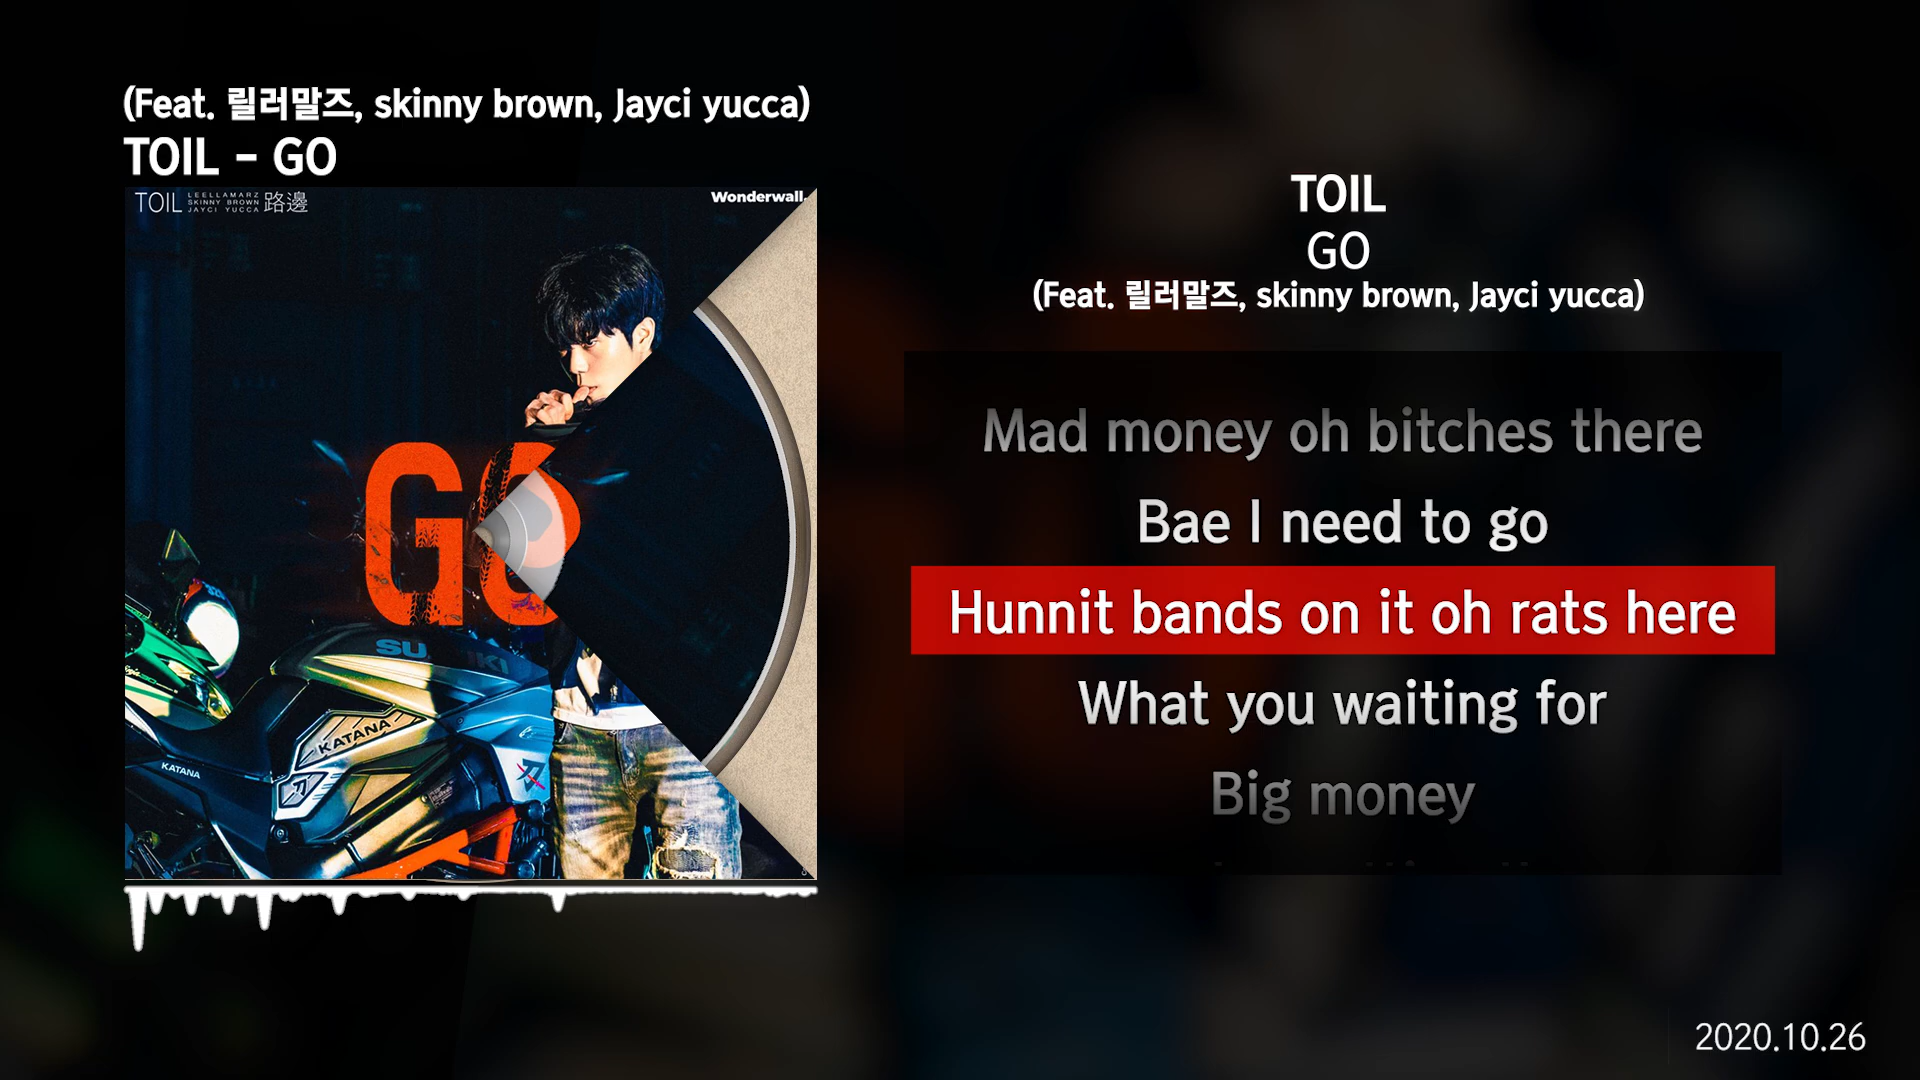 (Feat. 릴러말즈, skinny brown, Jayci yucca)
TOIL - GO
TOIL
LEELLAMARZ
SKINNY BROWN
JAYCI YUCCA
路邊
Wonderwall
GO
KATANA
KATANA
TOIL
GO
(Feat. 릴러말즈, skinny brown, Jayci yucca)
Mad money oh bitches there
Bae I need to go
Hunnit bands on it oh rats here
What you waiting for
Big money
2020.10.26